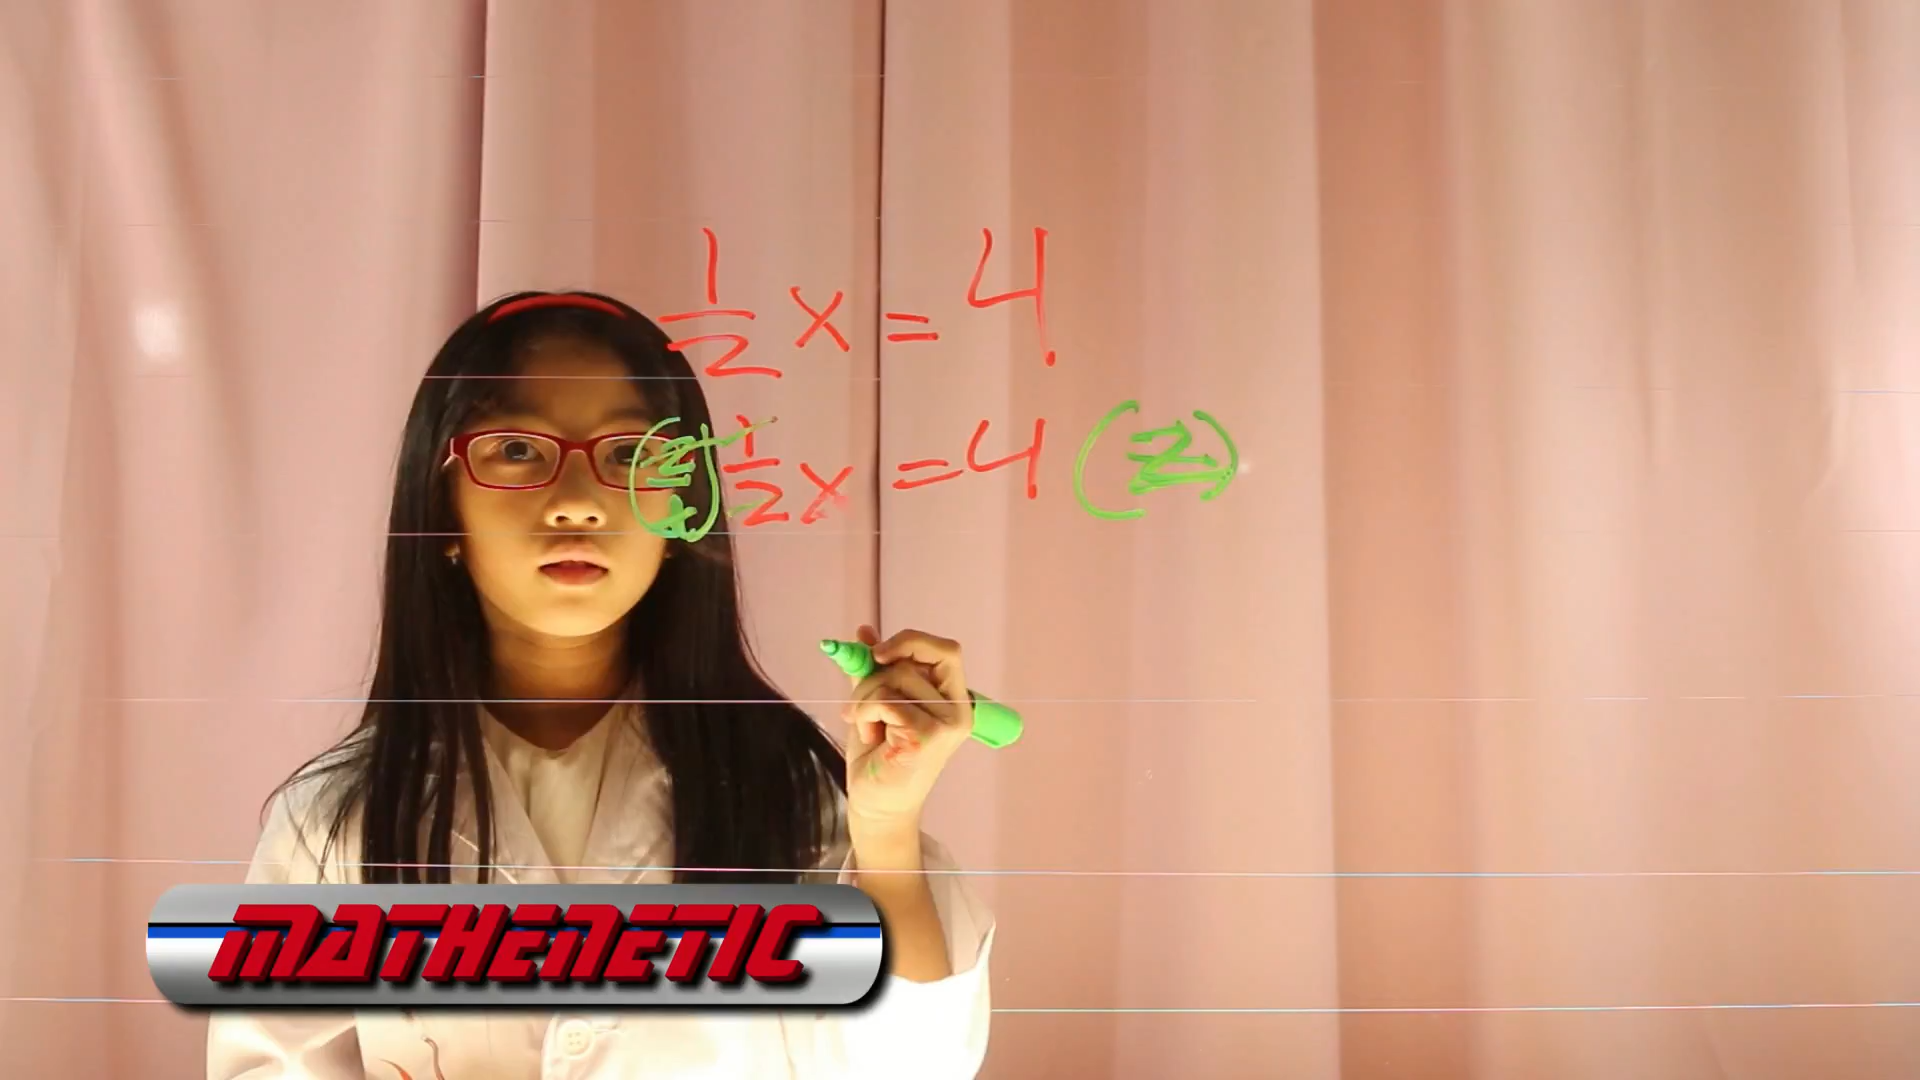 1/2 x = 4
(2/1) 1/2 x = 4 (2)
MATHENETIC